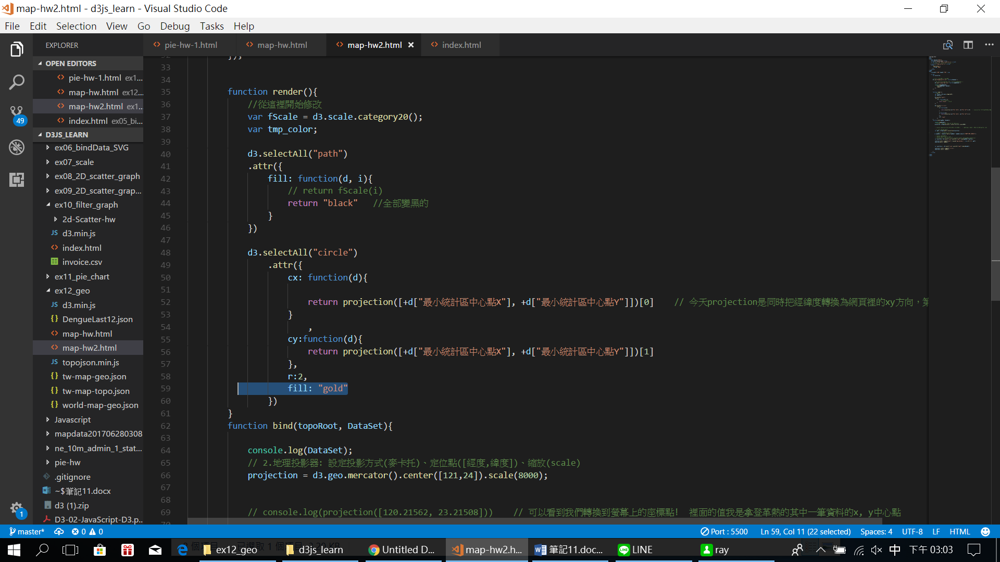 map-hw2.html - d3js_learn - Visual Studio Code
File Edit Selection View Go Debug Tasks Help
EXPLORER
pie-hw-1.html map-hw.html map-hw2.html index.html
OPEN EDITORS
pie-hw-1.html ex1...
map-hw.html ex12...
map-hw2.html ex1...
index.html ex05_bi...
49
D3JS_LEARN
ex06_bindData_SVG
ex07_scale
ex08_2D_scatter_graph
ex09_2D_scatter_grap...
ex10_filter_graph
2d-Scatter-hw
JS d3.min.js
index.html
invoice.csv
ex11_pie_chart
ex12_geo
JS d3.min.js
{} DengueLast12.json
map-hw.html
map-hw2.html
JS topojson.min.js
{} tw-map-geo.json
{} tw-map-topo.json
{} world-map-geo.json
Javascript
mapdata201706280308
ne_10m_admin_1_stat...
pie-hw
.gitignore
~$筆記11.docx
d3 (1).zip
D3-02-JavaScript-D3.p...
1
32 });
33
34
35 function render(){
36 //從這裡開始修改
37 var fScale = d3.scale.category20();
38 var tmp_color;
39
40 d3.selectAll("path")
41 .attr({
42 fill: function(d, i){
43 // return fScale(i)
44 return "black" //全部變黑的
45 }
46 })
47
48 d3.selectAll("circle")
49 .attr({
50 cx: function(d){
51
52 return projection([+d["最小統計區中心點X"], +d["最小統計區中心點Y"]])[0] // 今天projection是同時把經緯度轉換為網頁裡的xy方向，第
53 }
54 ,
55 cy:function(d){
56 return projection([+d["最小統計區中心點X"], +d["最小統計區中心點Y"]])[1]
57 },
58 r:2,
59 fill: "gold"
60 })
61 }
62 function bind(topoRoot, DataSet){
63
64 console.log(DataSet);
65 // 2.地理投影器: 設定投影方式(麥卡托)、定位點([經度,緯度])、縮放(scale)
66 projection = d3.geo.mercator().center([121,24]).scale(8000);
67
68
69 // console.log(projection([120.21562, 23.21508])) // 可以看到我們轉換到螢幕上的座標點! 裡面的值我是拿登革熱的其中一筆資料的x, y中心點
70
master* 0 0 Port : 5500 Ln 59, Col 11 (22 selected) Spaces: 4 UTF-8 LF HTML
ex12_geo d3js_learn Untitled D... map-hw2.h... 筆記11.doc... LINE ray 中 下午 03:03